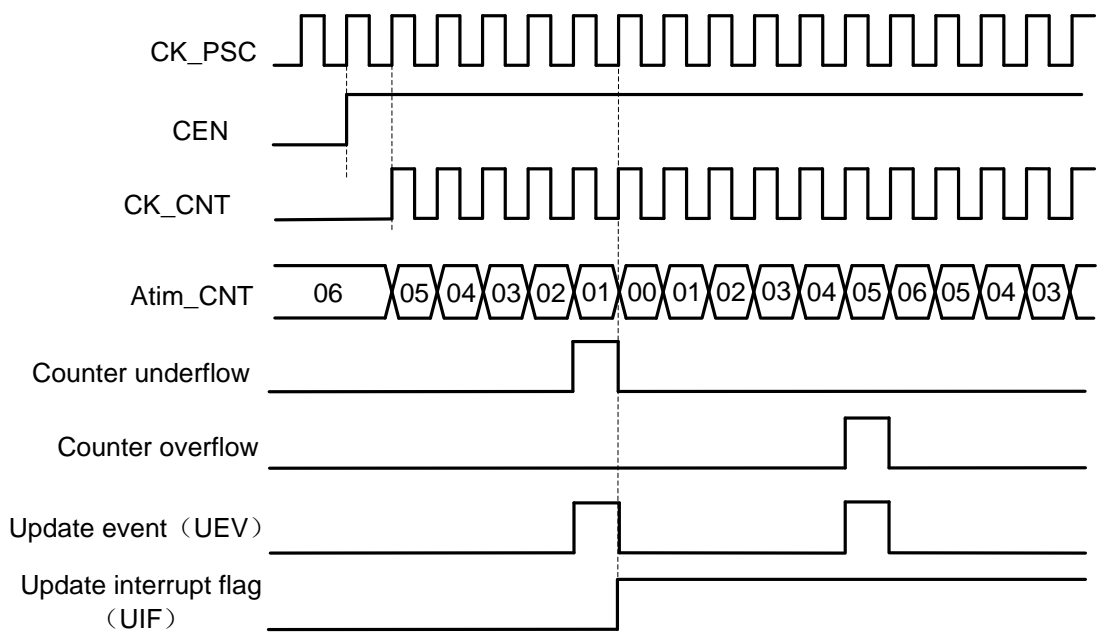 CK_PSC
CEN
CK_CNT
Atim_CNT 06 05 04 03 02 01 00 01 02 03 04 05 06 05 04 03
Counter underflow
Counter overflow
Update event（UEV）
Update interrupt flag
（UIF）